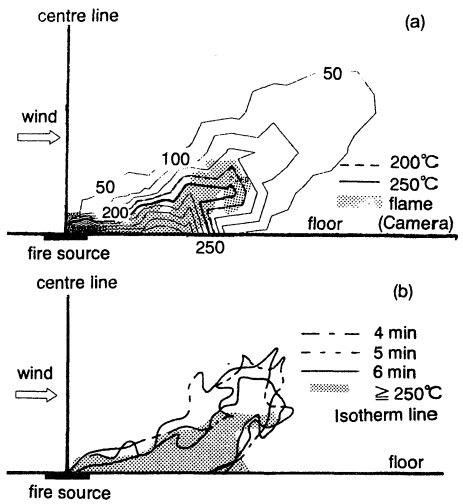 centre line
(a)
50
wind
100
50
200
200℃
250℃
flame
(Camera)
floor
250
fire source
centre line
(b)
4 min
5 min
6 min
≧ 250℃
Isotherm line
wind
floor
fire source